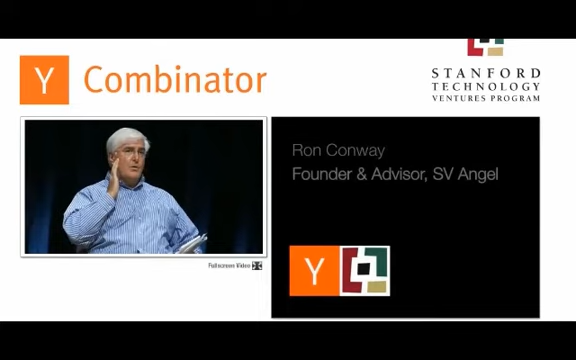 Y Combinator
STANFORD
TECHNOLOGY
VENTURES PROGRAM
Ron Conway
Founder & Advisor, SV Angel
Y
Fullscreen Video